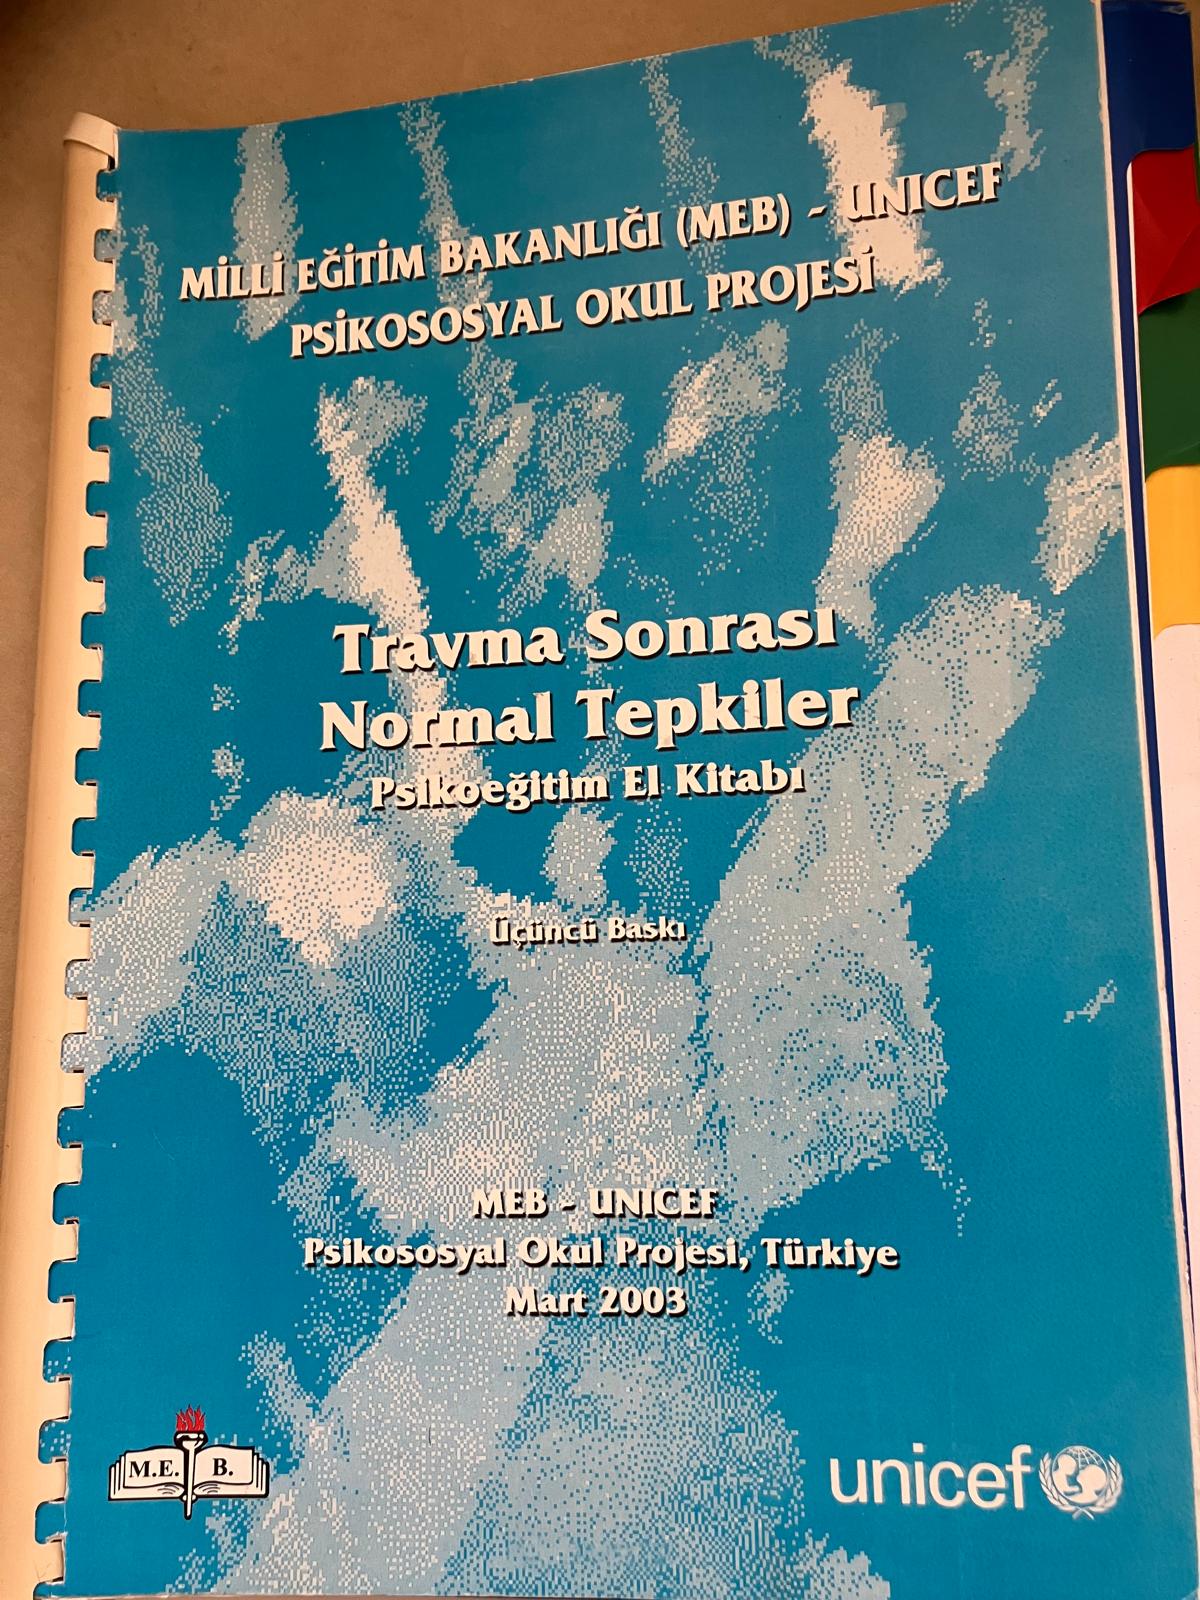 MİLLİ EĞİTİM BAKANLIĞI (MEB) - UNICEF
PSİKOSOSYAL OKUL PROJESİ
Travma Sonrası
Normal Tepkiler
Psikoeğitim El Kitabı
Üçüncü Baskı
MEB - UNICEF
Psikososyal Okul Projesi, Türkiye
Mart 2003
M.E. B.
unicef